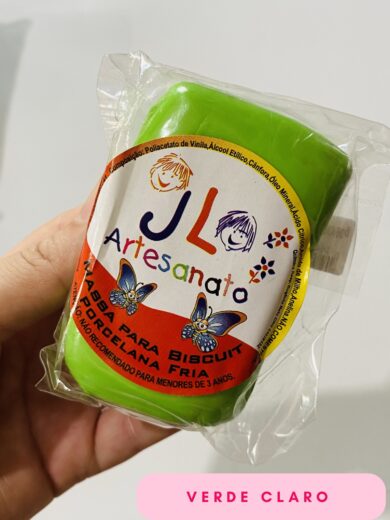 Composição: Poliacetato de Vinila, Álcool Etílico, Cânfora, Óleo Mineral, Ácido
JL
Artesanato
MASSA PARA BISCUIT
PORCELANA FRIA
NÃO RECOMENDADO PARA MENORES DE 3 ANOS.
VERDE CLARO